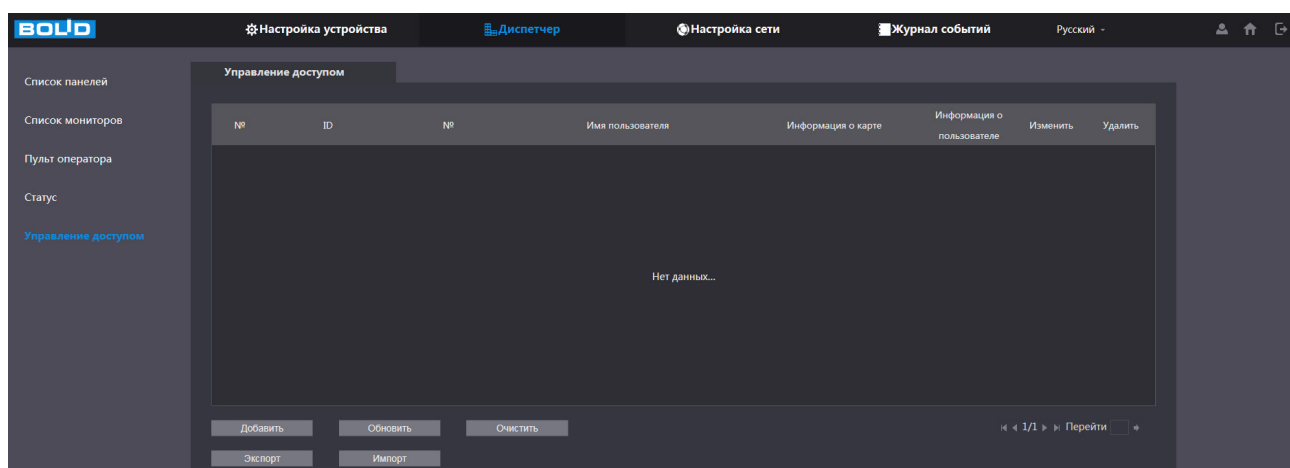 BOLID Настройка устройства Диспетчер Настройка сети Журнал событий Русский
Список панелей
Список мониторов
Пульт оператора
Статус
Управление доступом
Управление доступом
№ ID № Имя пользователя Информация о карте Информация о пользователе Изменить Удалить
Нет данных...
Добавить Обновить Очистить 1/1 Перейти
Экспорт Импорт